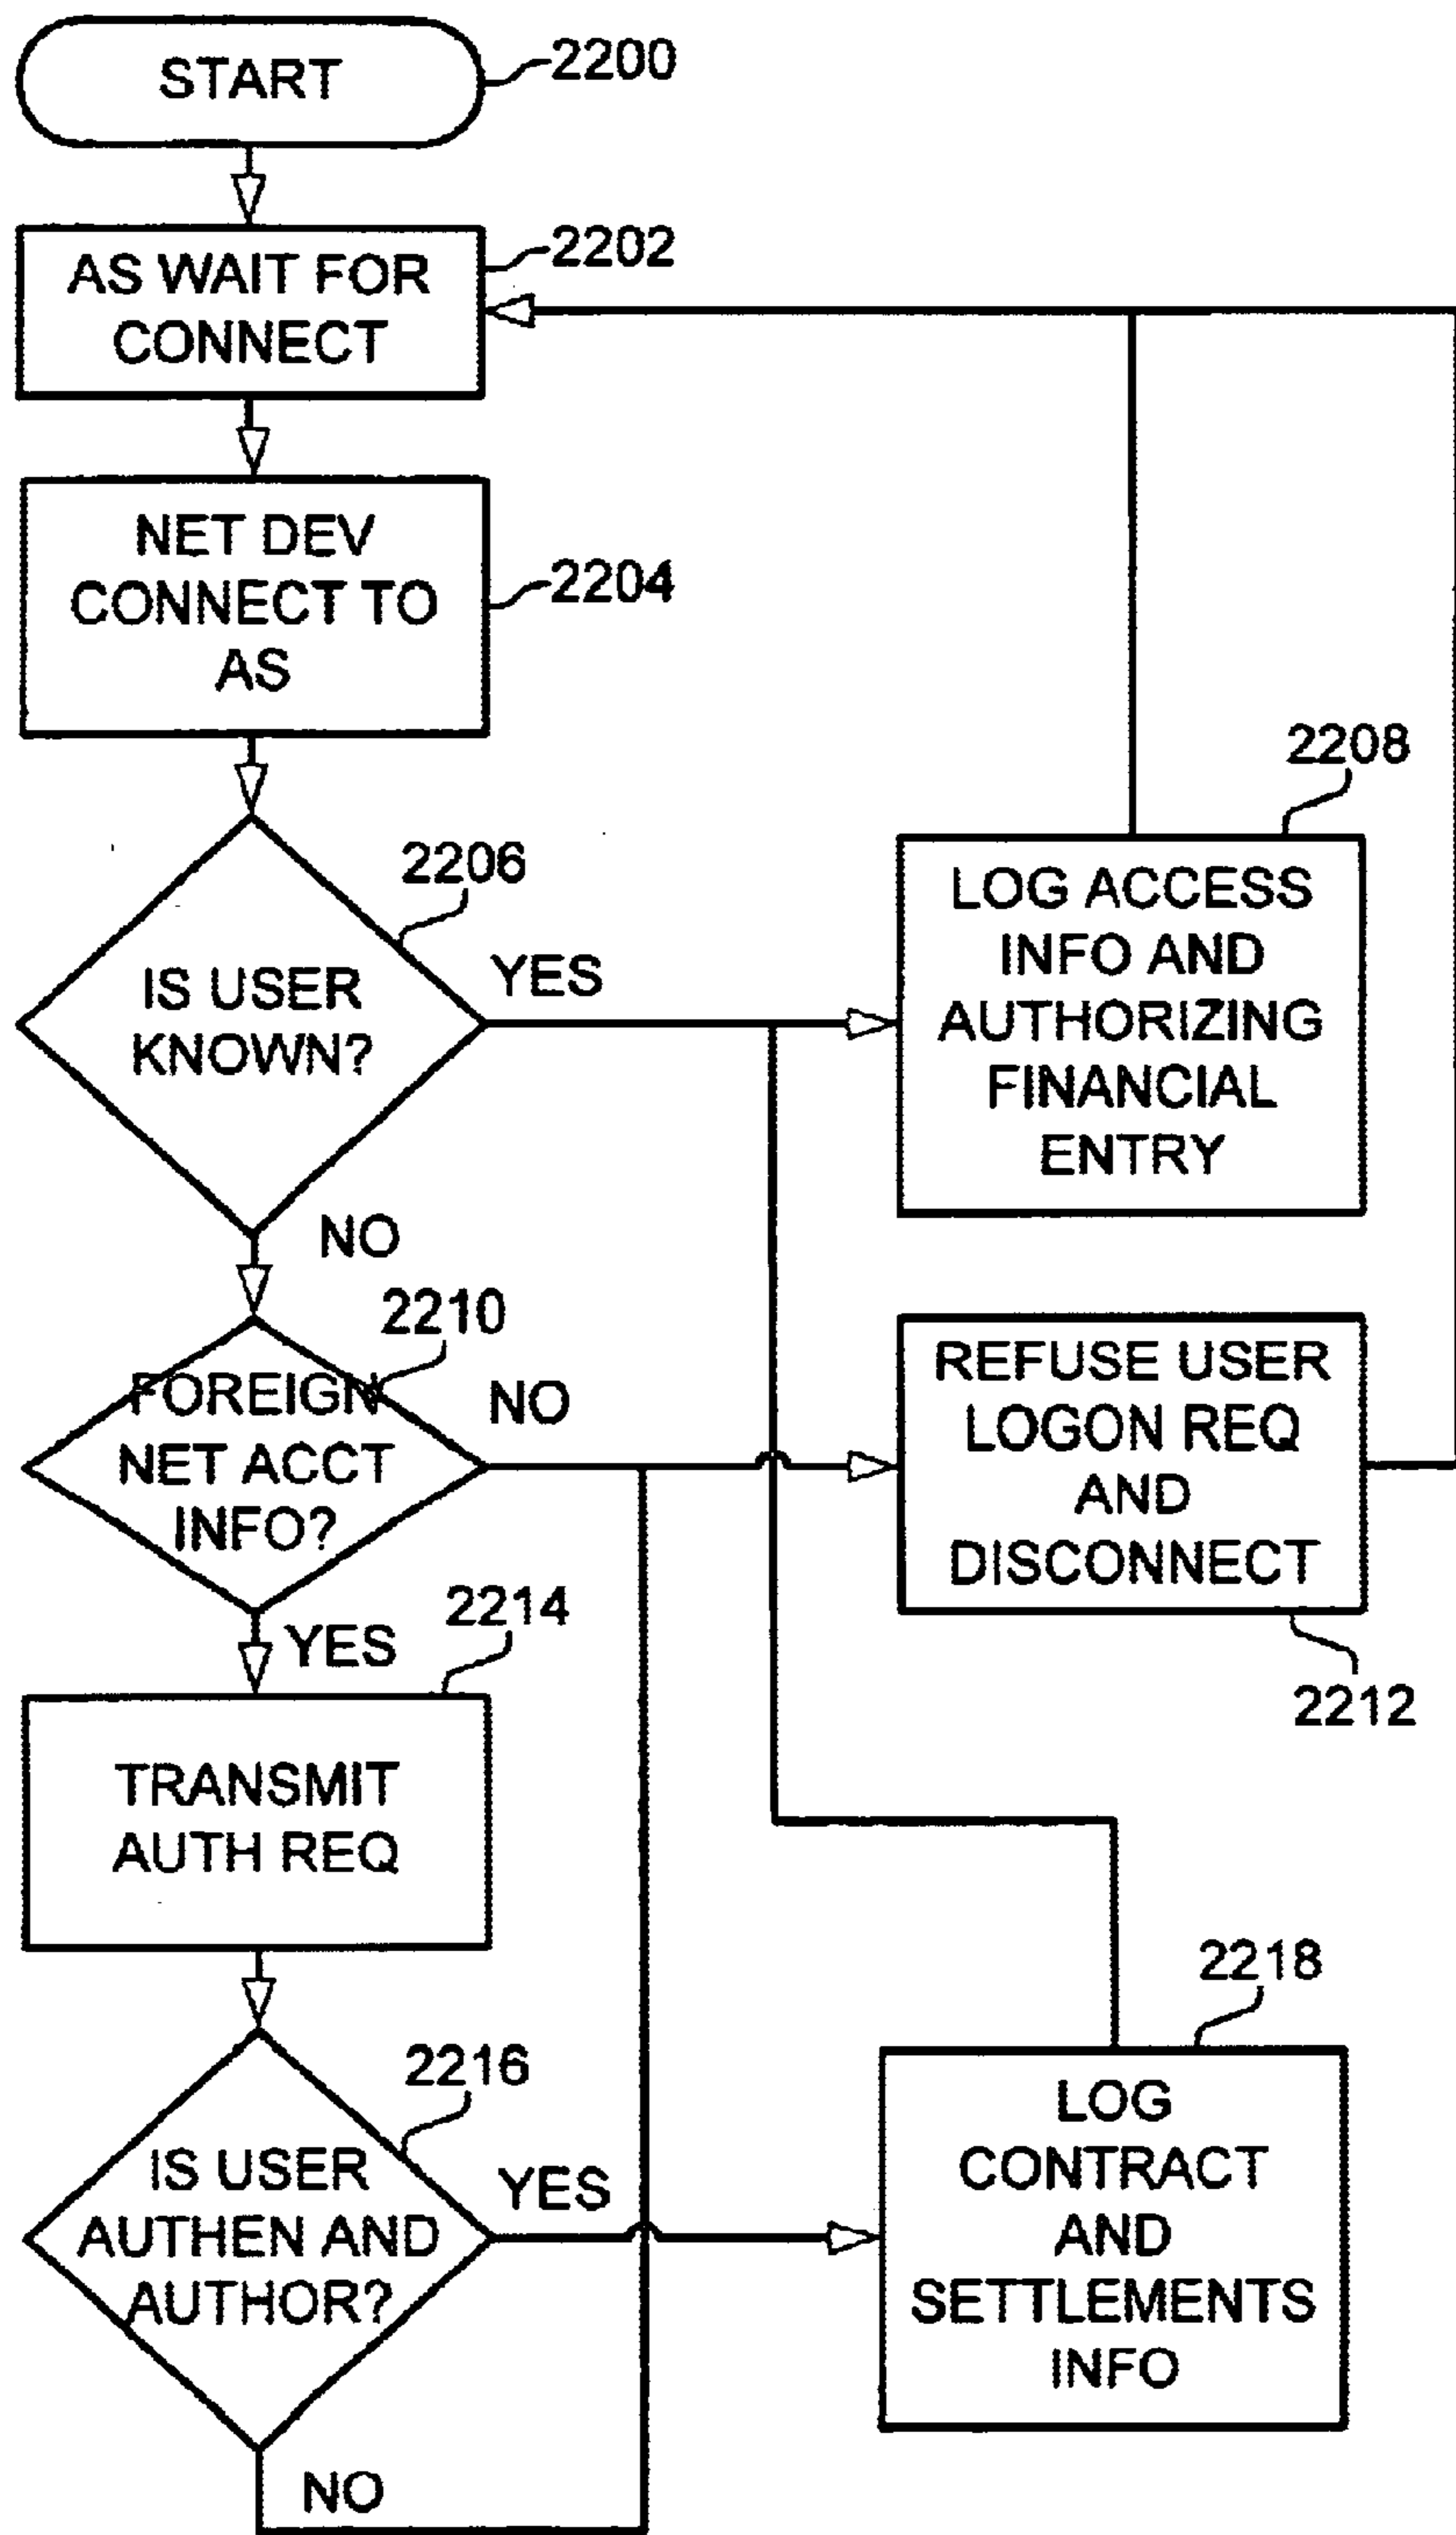 START
2200
AS WAIT FOR
CONNECT
2202
NET DEV
CONNECT TO
AS
2204
IS USER
KNOWN?
2206
YES
NO
LOG ACCESS
INFO AND
AUTHORIZING
FINANCIAL
ENTRY
2208
FOREIGN
NET ACCT
INFO?
2210
NO
YES
REFUSE USER
LOGON REQ
AND
DISCONNECT
2212
TRANSMIT
AUTH REQ
2214
IS USER
AUTHEN AND
AUTHOR?
2216
YES
NO
LOG
CONTRACT
AND
SETTLEMENTS
INFO
2218